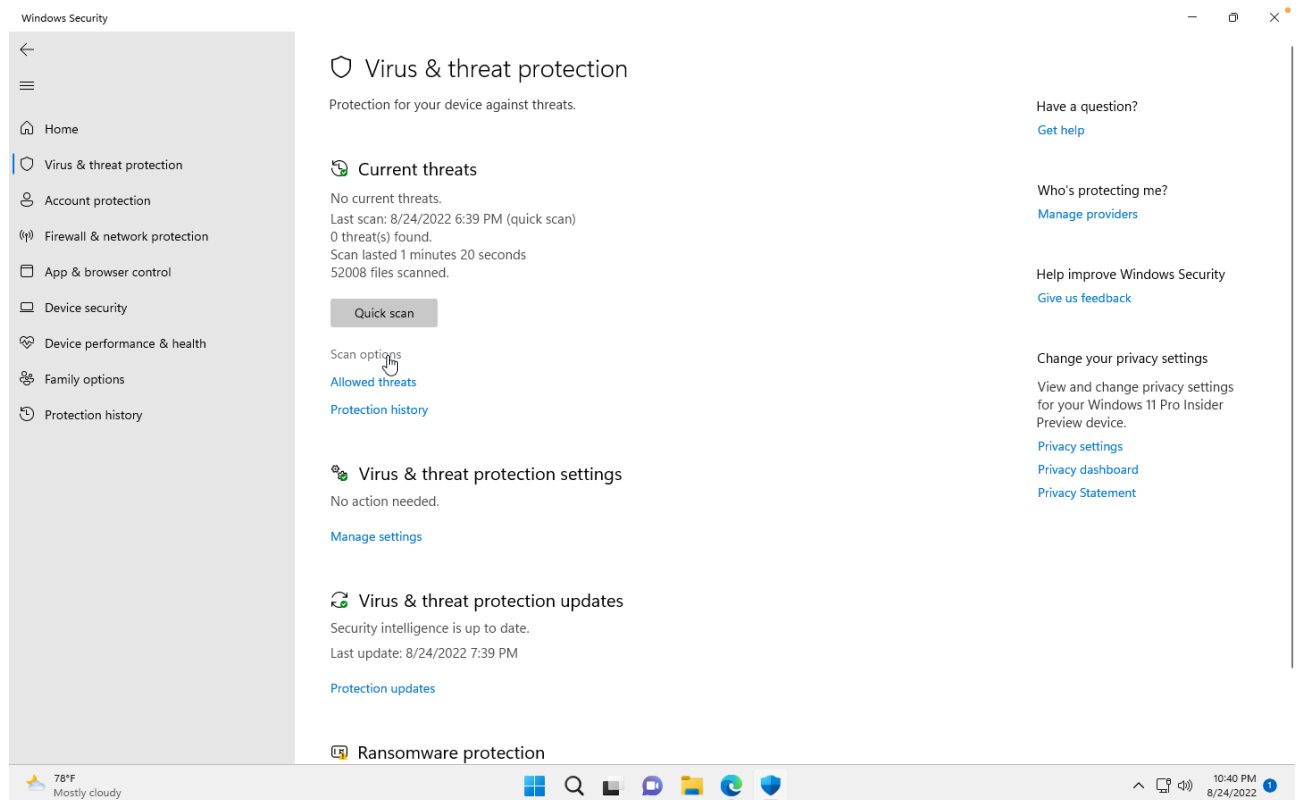 Windows Security
Home
Virus & threat protection
Account protection
Firewall & network protection
App & browser control
Device security
Device performance & health
Family options
Protection history
Virus & threat protection
Protection for your device against threats.
Current threats
No current threats.
Last scan: 8/24/2022 6:39 PM (quick scan)
0 threat(s) found.
Scan lasted 1 minutes 20 seconds
52008 files scanned.
Quick scan
Scan options
Allowed threats
Protection history
Virus & threat protection settings
No action needed.
Manage settings
Virus & threat protection updates
Security intelligence is up to date.
Last update: 8/24/2022 7:39 PM
Protection updates
Ransomware protection
Have a question?
Get help
Who's protecting me?
Manage providers
Help improve Windows Security
Give us feedback
Change your privacy settings
View and change privacy settings
for your Windows 11 Pro Insider
Preview device.
Privacy settings
Privacy dashboard
Privacy Statement
78°F
Mostly cloudy
10:40 PM
8/24/2022
1